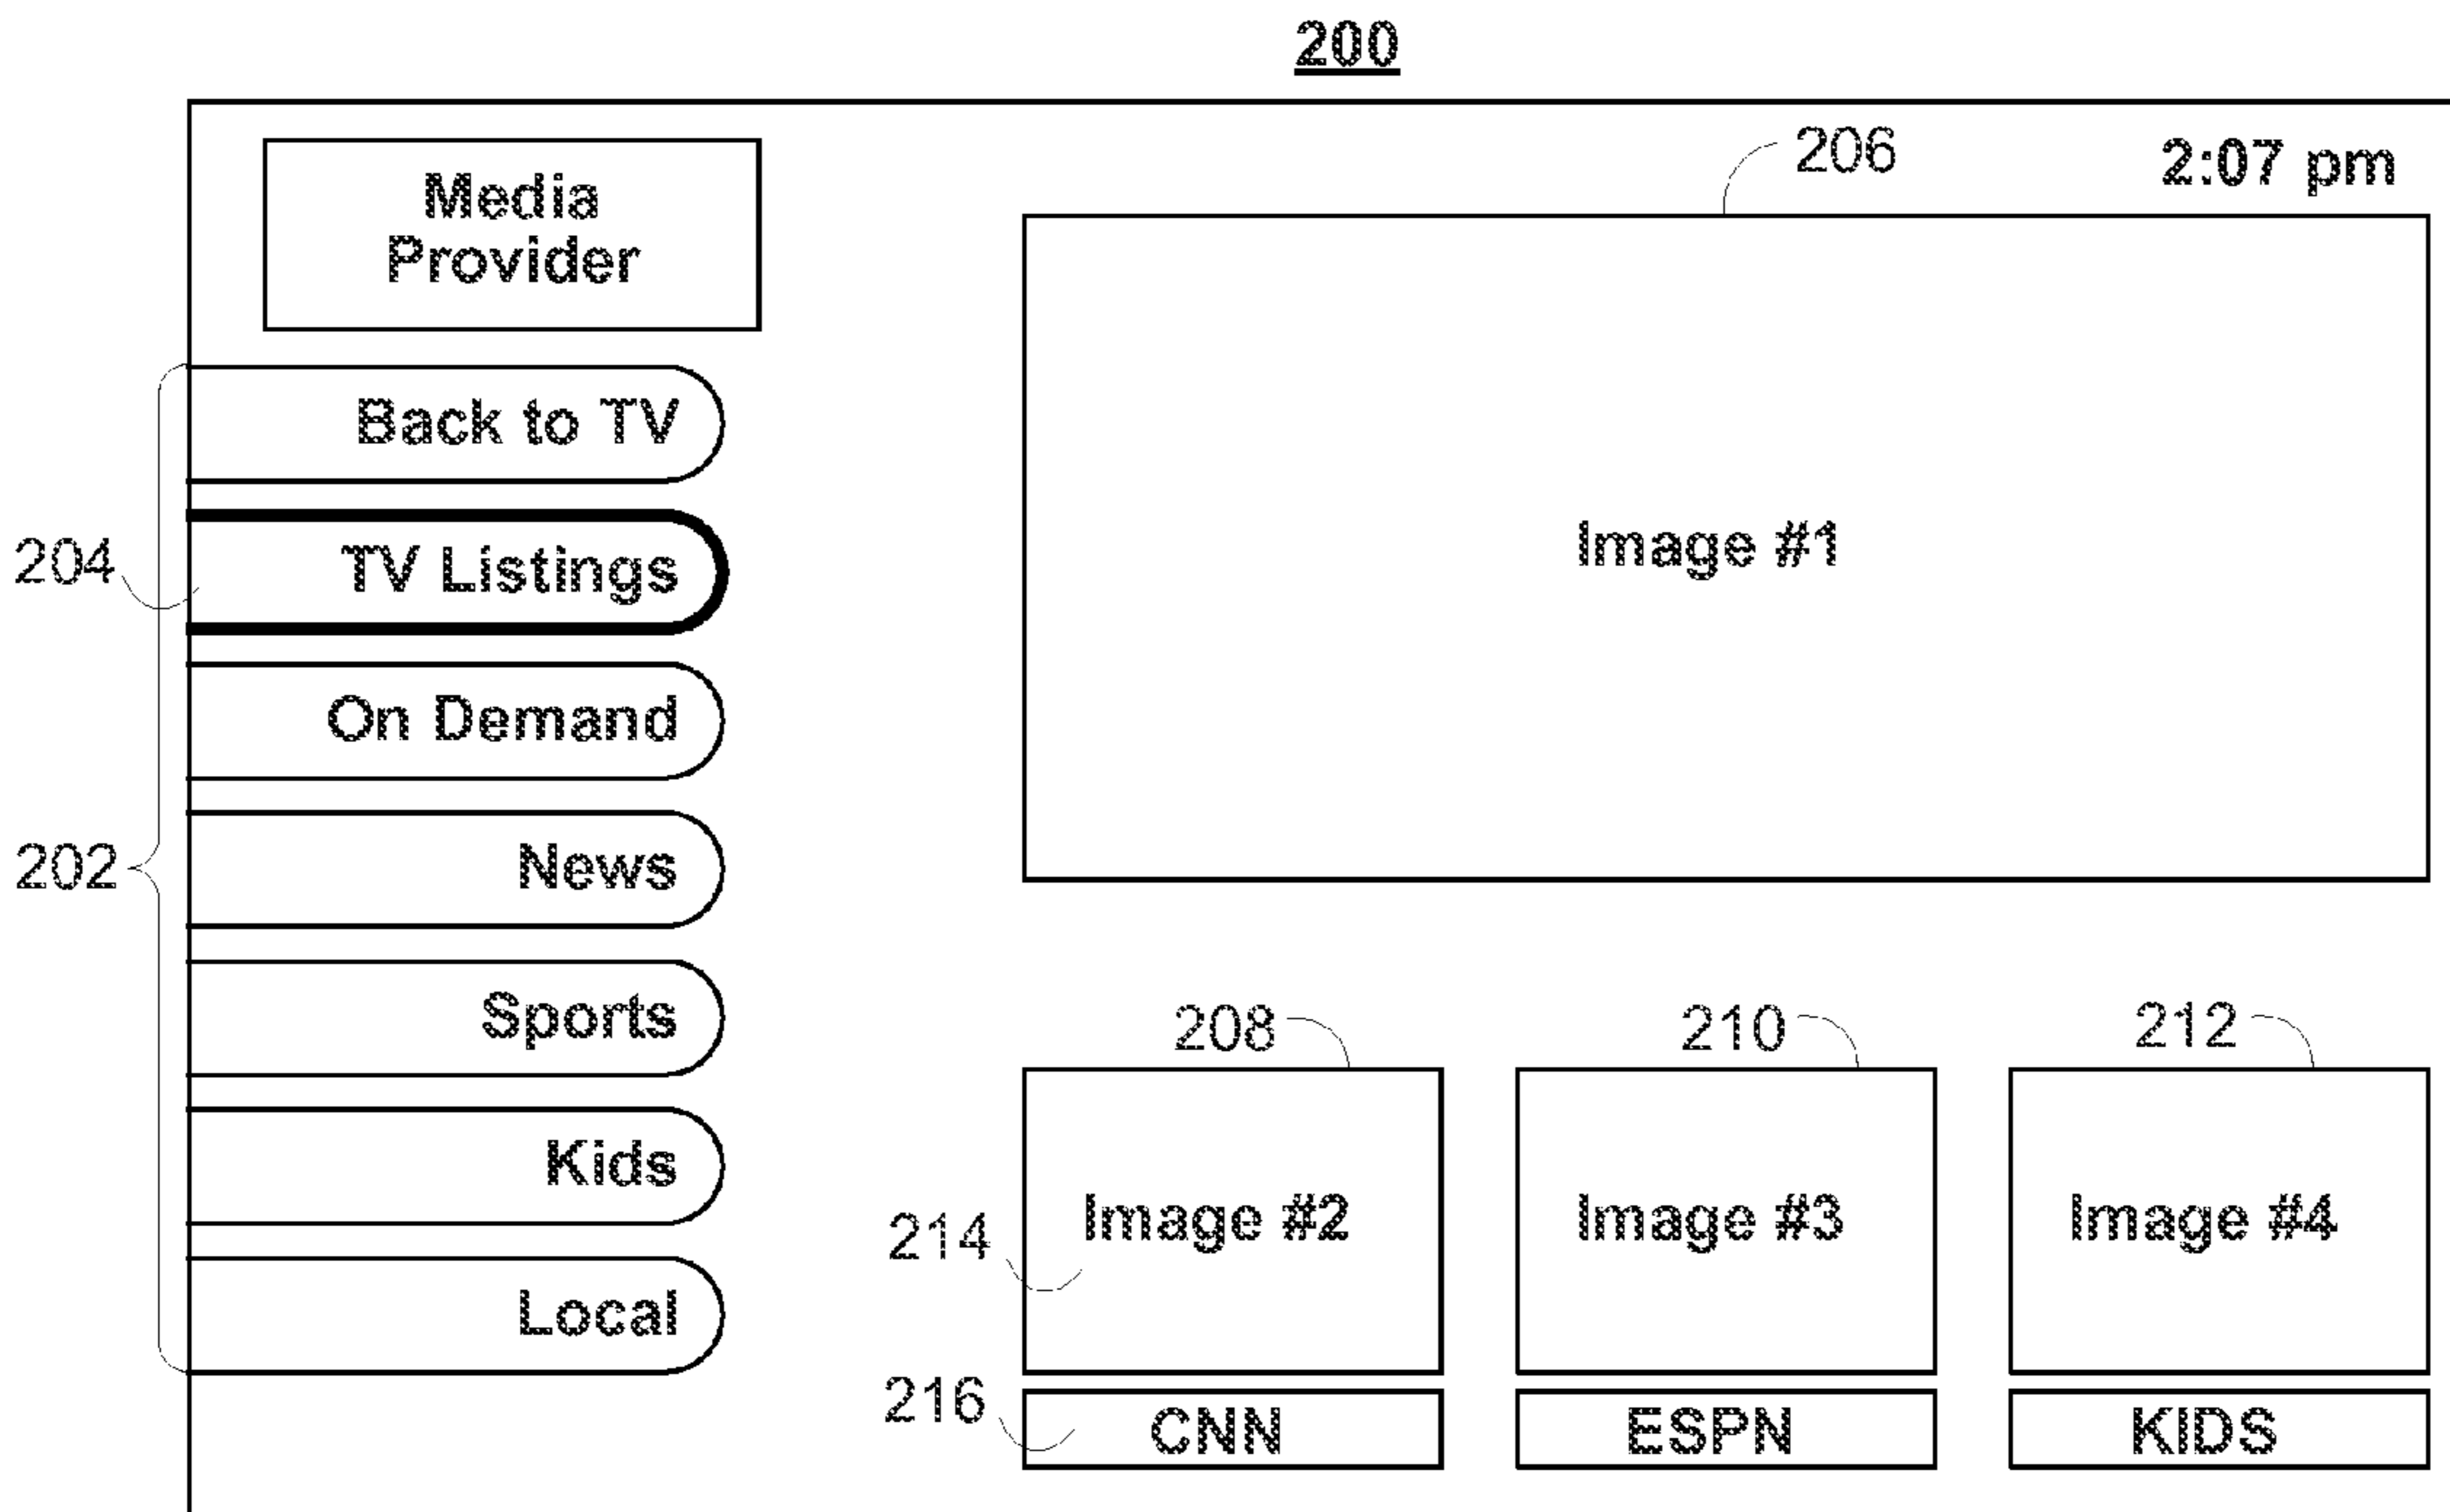 200
206
2:07 pm
Media
Provider
Back to TV
204
TV Listings
On Demand
202
News
Sports
Kids
Local
Image #1
208
210
212
214
Image #2
Image #3
Image #4
216
CNN
ESPN
KIDS